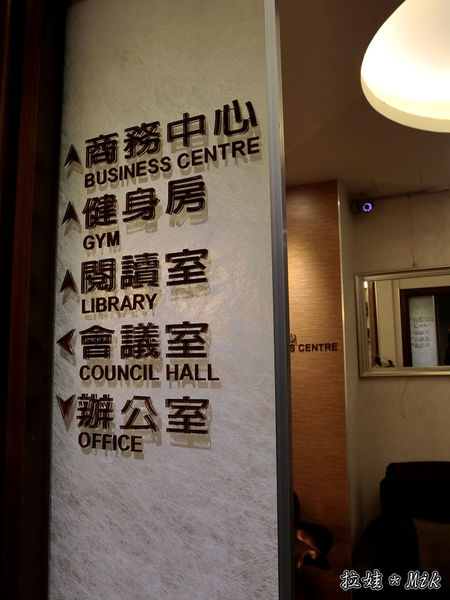 商務中心
BUSINESS CENTRE
健身房
GYM
閱讀室
LIBRARY
會議室
COUNCIL HALL
辦公室
OFFICE
心
S CENTRE
拉娃＊Mik